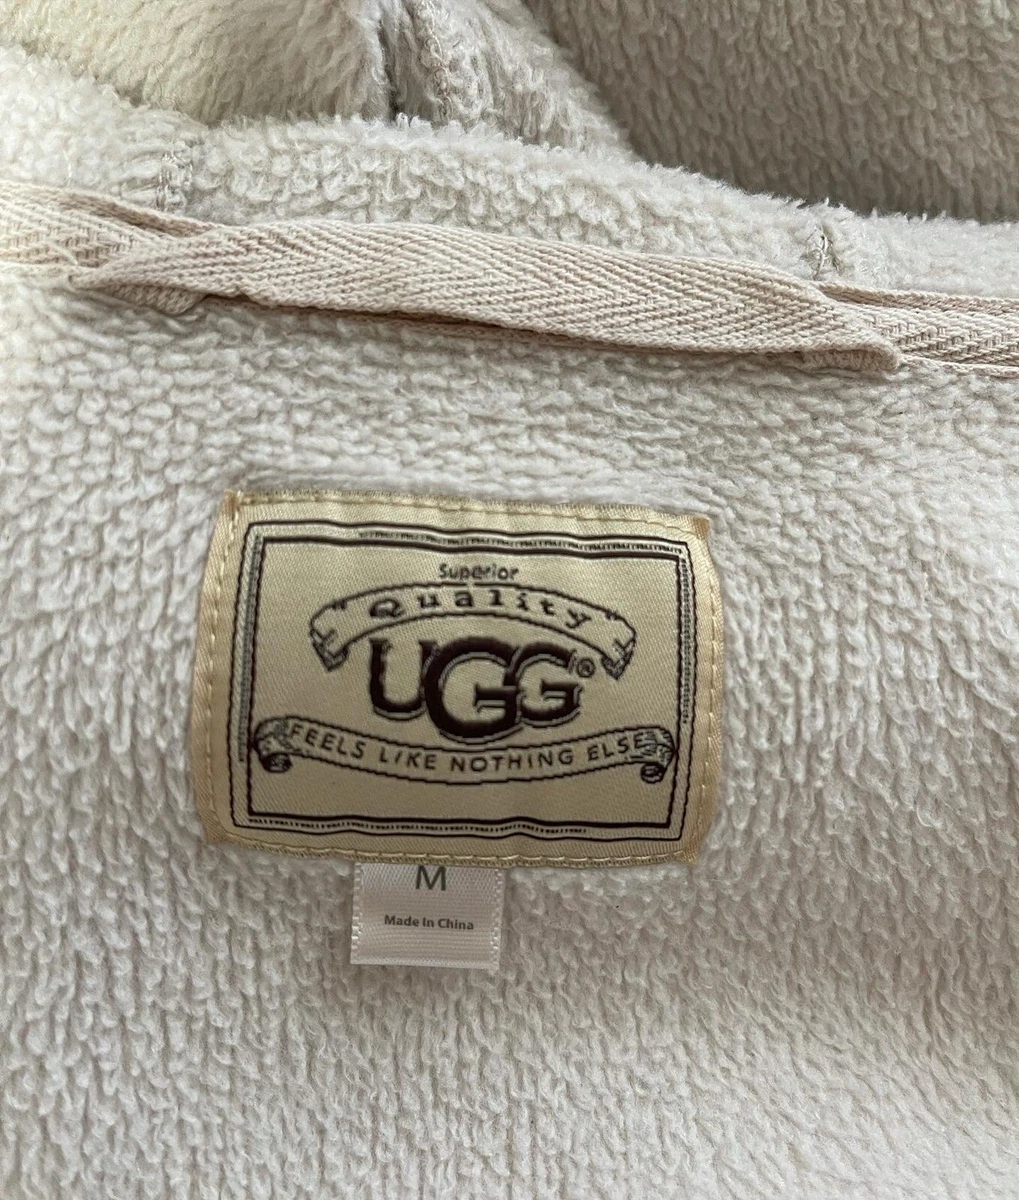 Superior
Quality
UGG®
FEELS LIKE NOTHING ELSE
M
Made In China